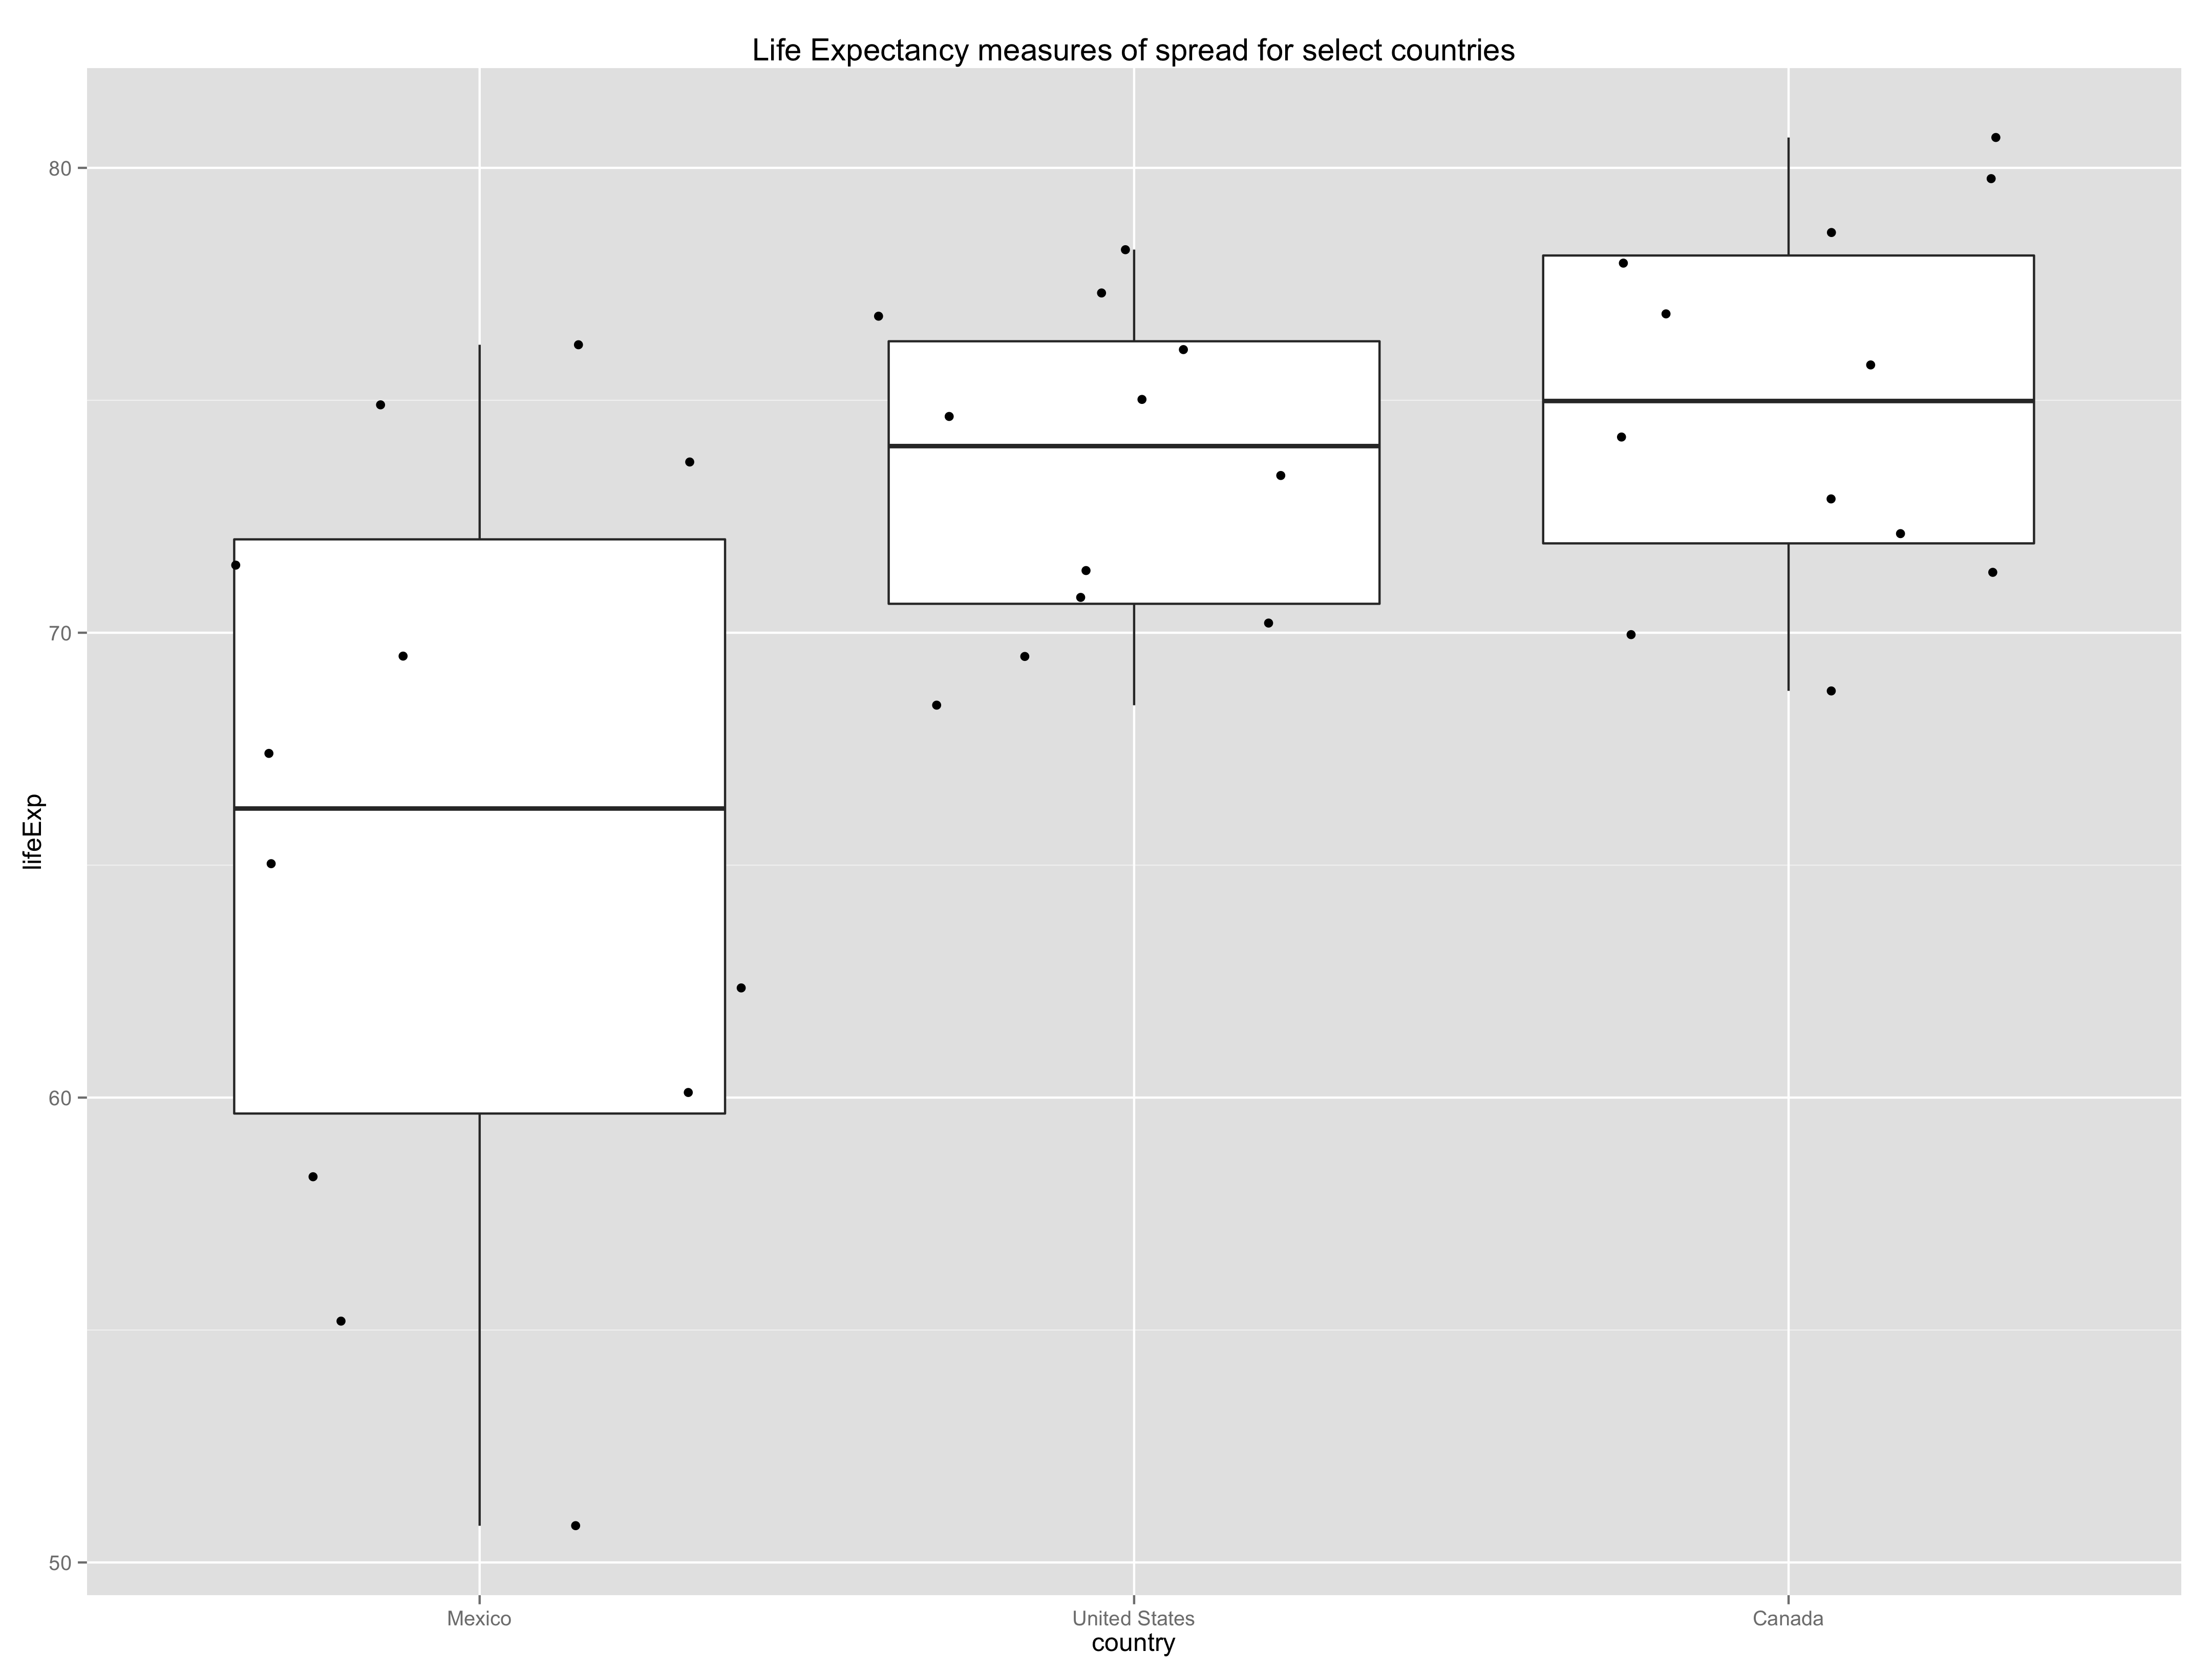 Life Expectancy measures of spread for select countries
80
70
60
50
lifeExp
Mexico
United States
Canada
country